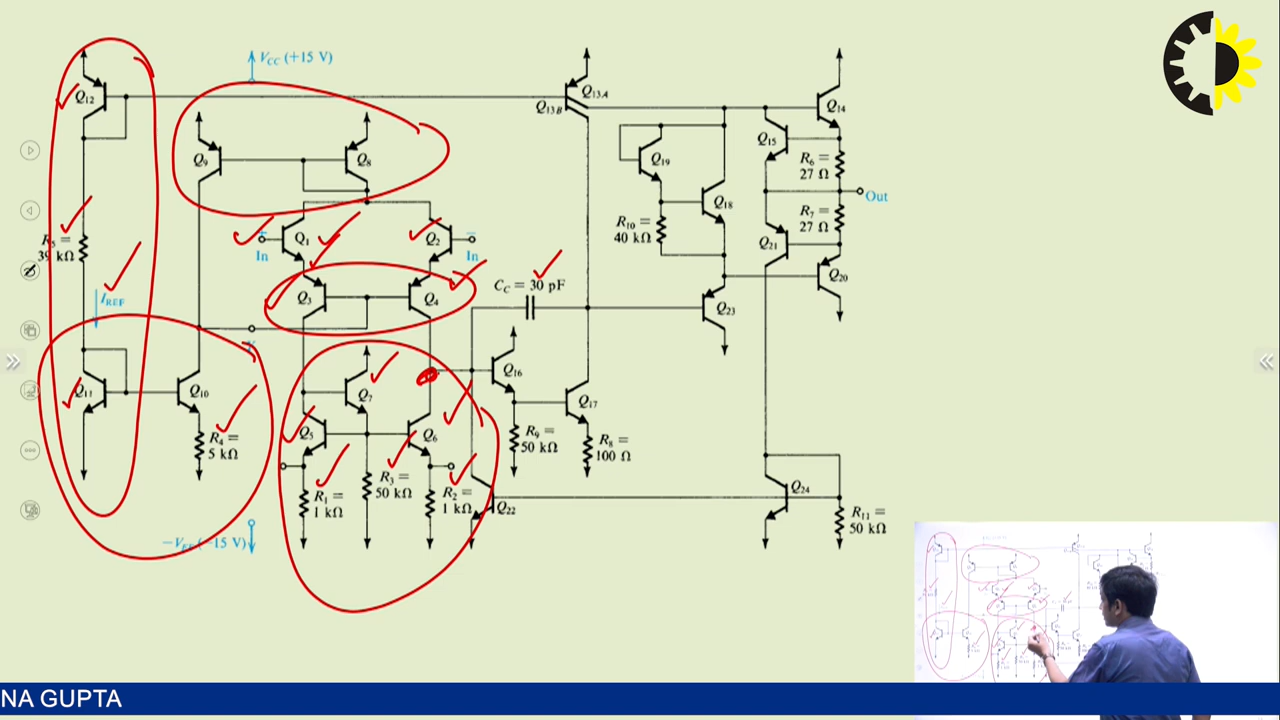 V_CC (+15 V)
Q12
Q13A
Q13B
Q14
Q15
Q9
Q8
Q19
R6 =
27 Ω
Out
Q18
R7 =
27 Ω
R10 =
40 kΩ
Q1
Q2
Q21
In
In
R5 =
39 kΩ
Q20
C_C = 30 pF
I_REF
Q3
Q4
Q23
Q16
Q11
Q10
Q7
Q17
R4 =
5 kΩ
Q5
Q6
R9 =
50 kΩ
R8 =
100 Ω
R3 =
50 kΩ
R1 =
1 kΩ
R2 =
1 kΩ
Q22
Q24
R11 =
50 kΩ
−V_EE (−15 V)
NA GUPTA